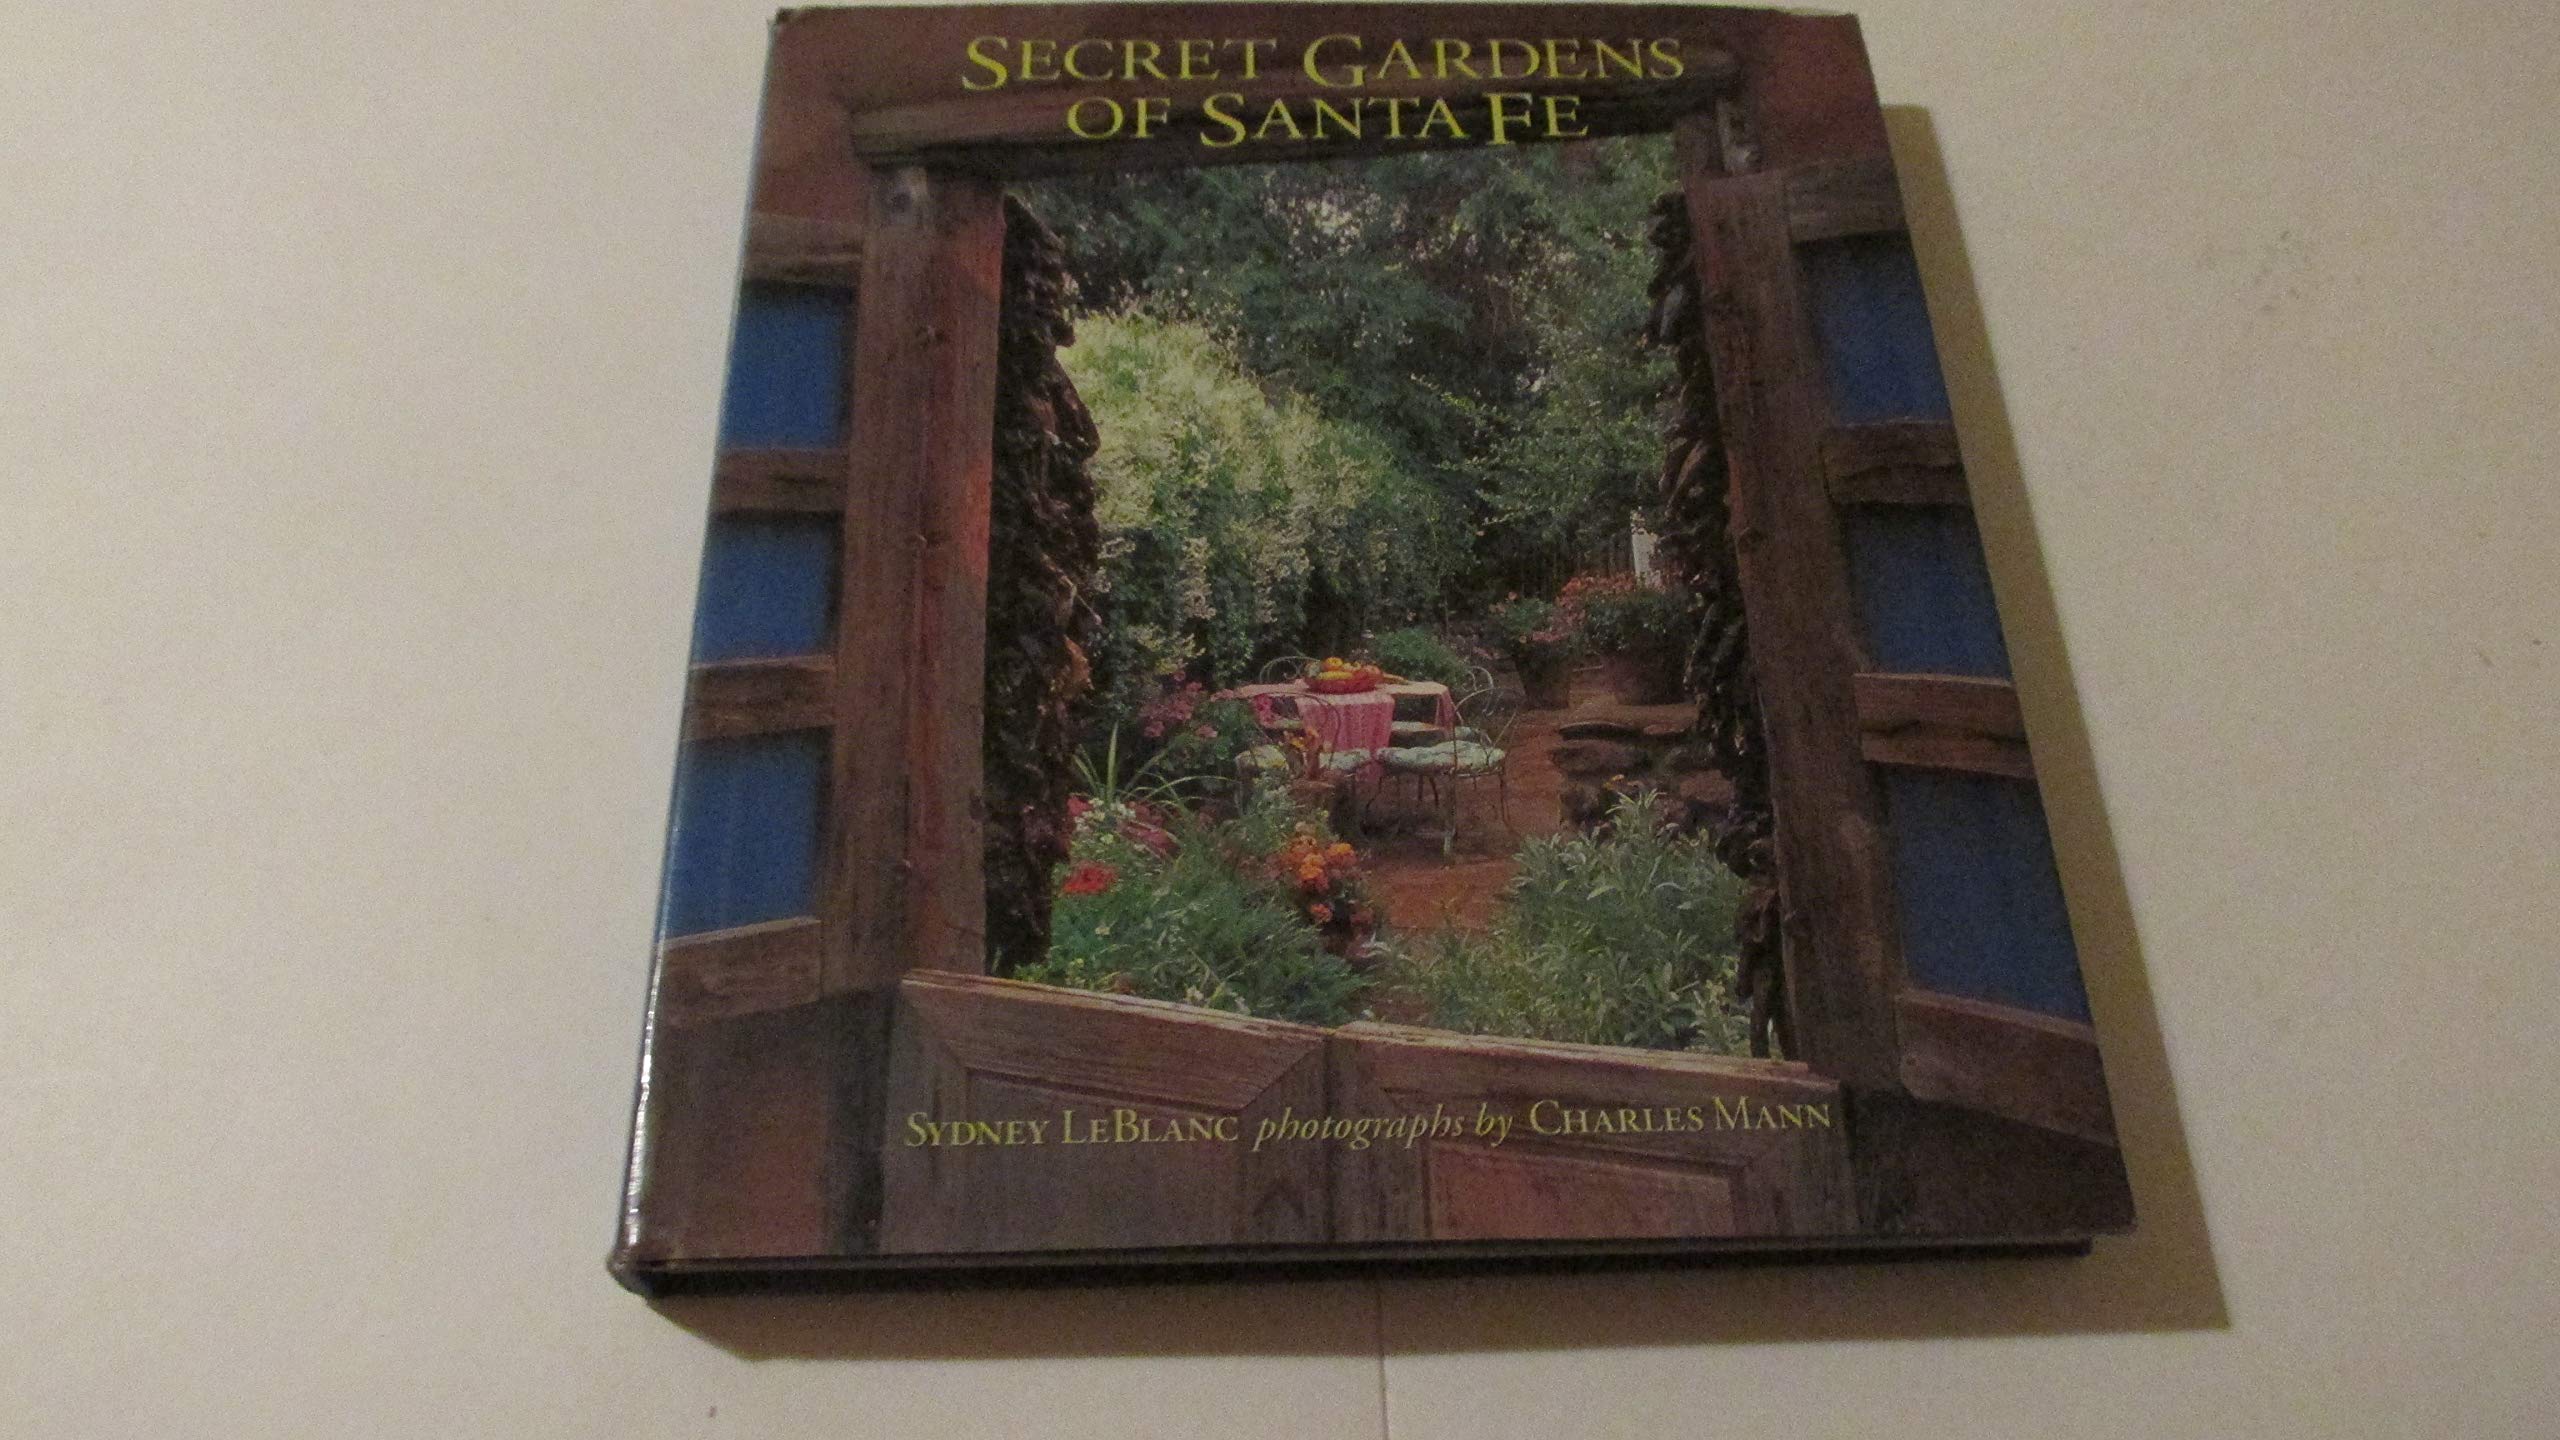 SECRET GARDENS
OF SANTA FE
SYDNEY LEBLANC photographs by CHARLES MANN